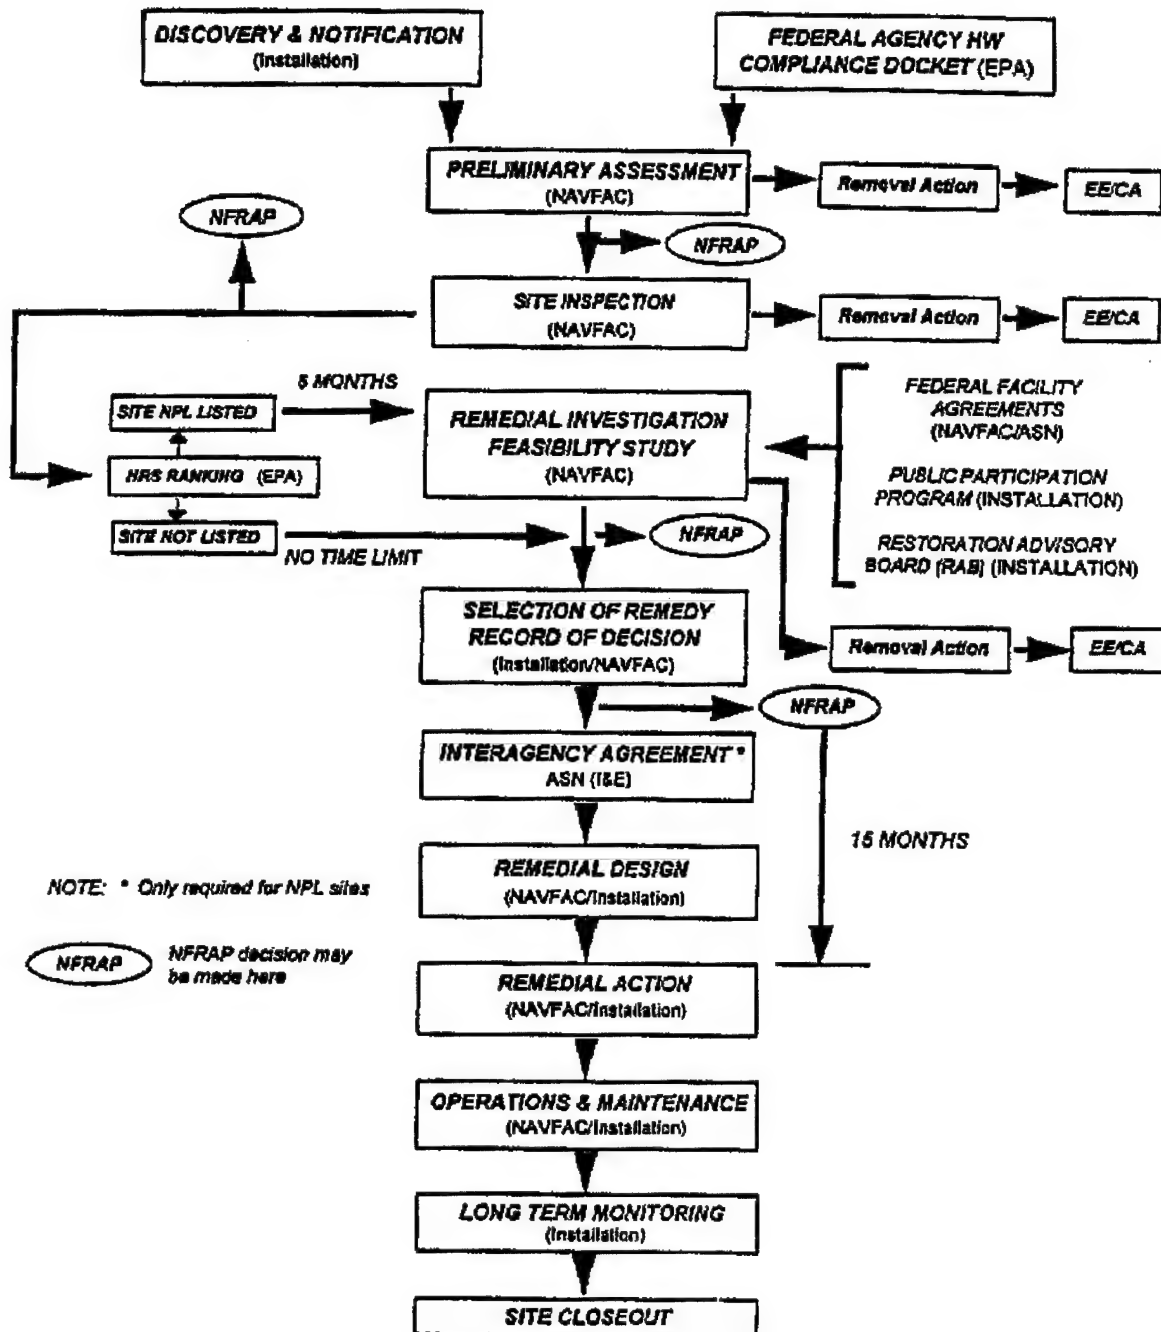 DISCOVERY & NOTIFICATION
(Installation)
FEDERAL AGENCY HW
COMPLIANCE DOCKET (EPA)
PRELIMINARY ASSESSMENT
(NAVFAC)
Removal Action
EE/CA
NFRAP
NFRAP
SITE INSPECTION
(NAVFAC)
Removal Action
EE/CA
6 MONTHS
SITE NPL LISTED
HRS RANKING (EPA)
SITE NOT LISTED
NO TIME LIMIT
REMEDIAL INVESTIGATION
FEASIBILITY STUDY
(NAVFAC)
FEDERAL FACILITY
AGREEMENTS
(NAVFAC/ASN)
PUBLIC PARTICIPATION
PROGRAM (INSTALLATION)
RESTORATION ADVISORY
BOARD (RAB) (INSTALLATION)
NFRAP
SELECTION OF REMEDY
RECORD OF DECISION
(Installation/NAVFAC)
Removal Action
EE/CA
NFRAP
INTERAGENCY AGREEMENT *
ASN (I&E)
15 MONTHS
REMEDIAL DESIGN
(NAVFAC/Installation)
NOTE: * Only required for NPL sites
NFRAP
NFRAP decision may
be made here
REMEDIAL ACTION
(NAVFAC/Installation)
OPERATIONS & MAINTENANCE
(NAVFAC/Installation)
LONG TERM MONITORING
(Installation)
SITE CLOSEOUT